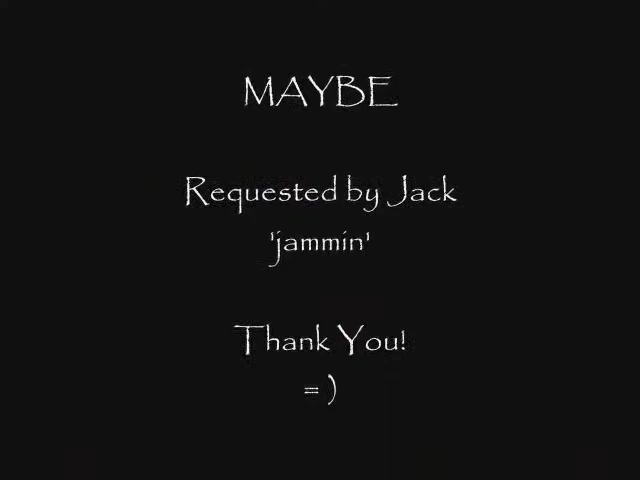 MAYBE
Requested by Jack
'jammin'
Thank You!
= )